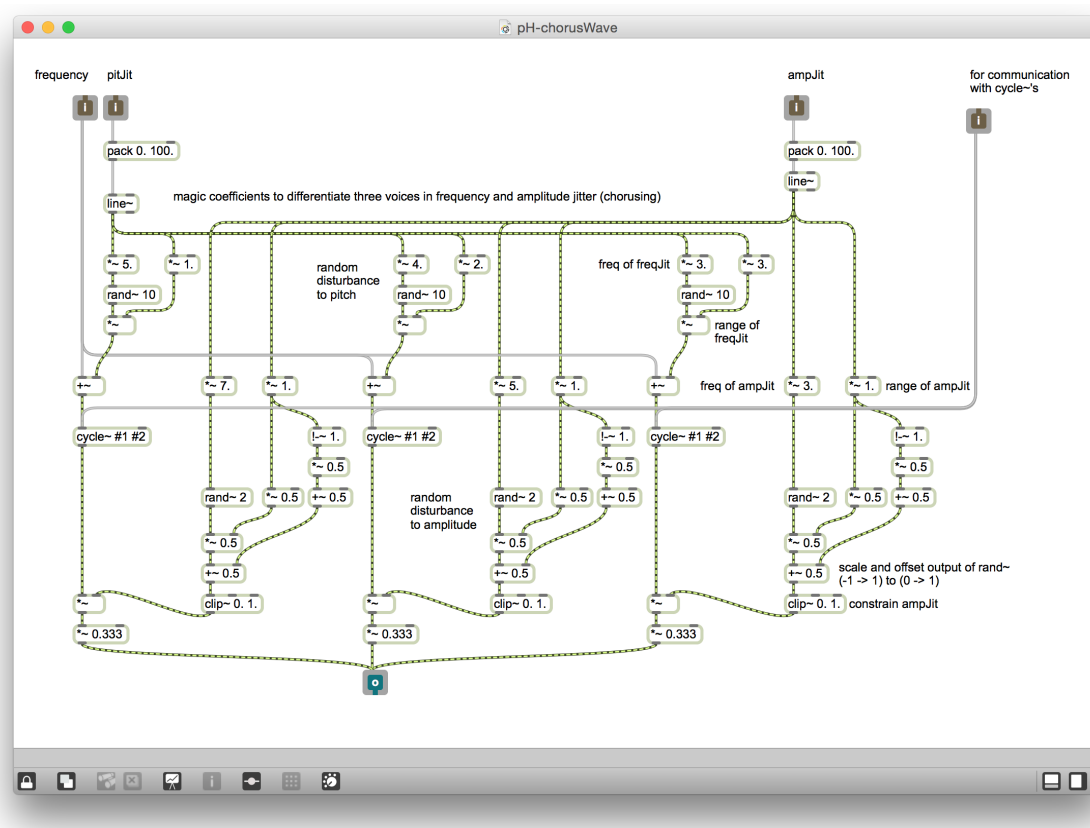 pH-chorusWave
frequency
pitJit
ampJit
for communication
with cycle~'s
i
i
i
i
pack 0. 100.
pack 0. 100.
line~
magic coefficients to differentiate three voices in frequency and amplitude jitter (chorusing)
line~
*~ 5.
*~ 1.
random
disturbance
to pitch
*~ 4.
*~ 2.
freq of freqJit
*~ 3.
*~ 3.
rand~ 10
rand~ 10
rand~ 10
*~
*~
*~
range of
freqJit
+~
*~ 7.
*~ 1.
+~
*~ 5.
*~ 1.
+~
freq of ampJit
*~ 3.
*~ 1.
range of ampJit
cycle~ #1 #2
!-~ 1.
cycle~ #1 #2
!-~ 1.
cycle~ #1 #2
!-~ 1.
*~ 0.5
*~ 0.5
*~ 0.5
rand~ 2
*~ 0.5
+~ 0.5
random
disturbance
to amplitude
rand~ 2
*~ 0.5
+~ 0.5
rand~ 2
*~ 0.5
+~ 0.5
*~ 0.5
*~ 0.5
*~ 0.5
+~ 0.5
+~ 0.5
+~ 0.5
scale and offset output of rand~
(-1 -> 1) to (0 -> 1)
*~
clip~ 0. 1.
*~
clip~ 0. 1.
*~
clip~ 0. 1.
constrain ampJit
*~ 0.333
*~ 0.333
*~ 0.333